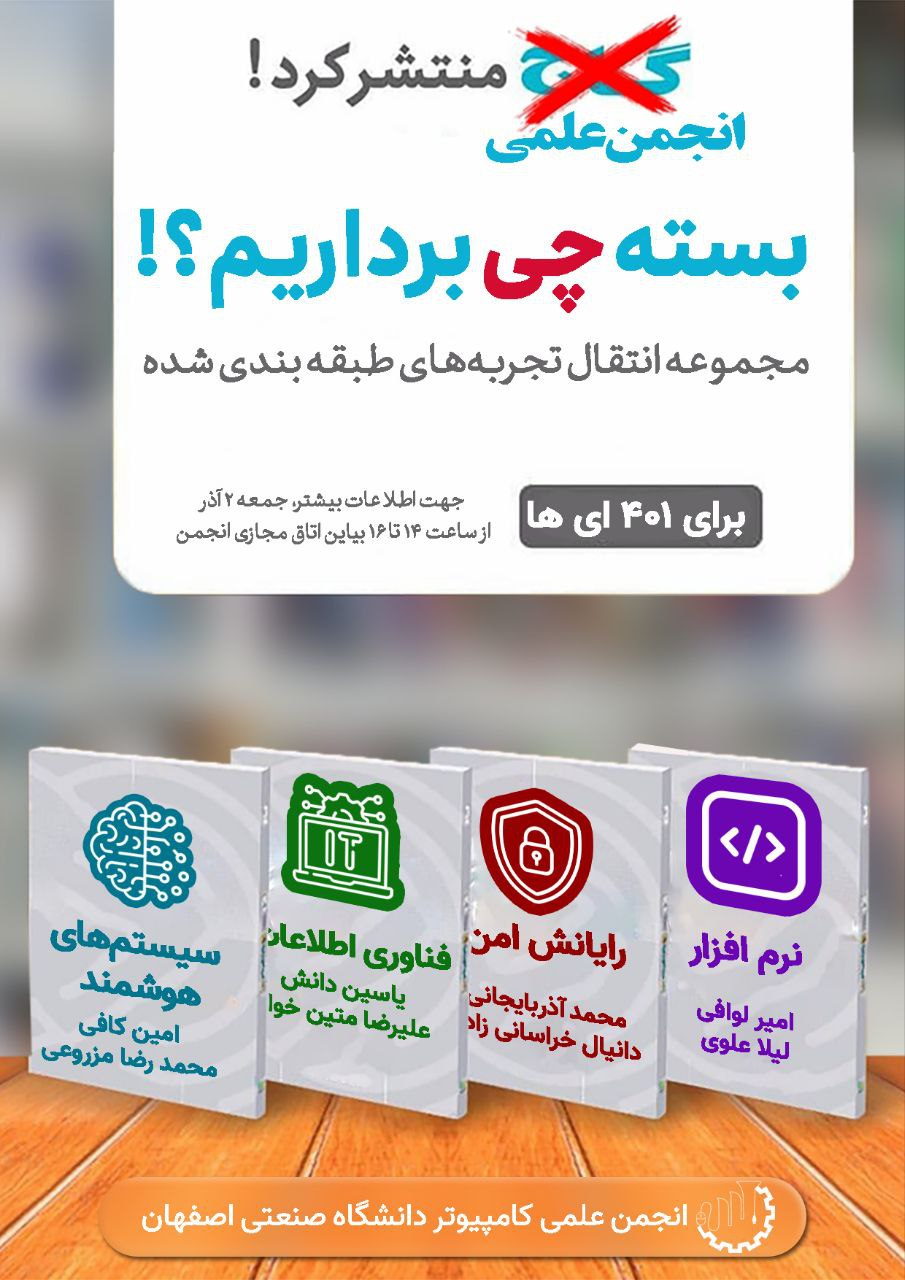 گاج منتشر کرد!
انجمن علمی
بسته چی برداریم؟!
مجموعه انتقال تجربه‌های طبقه بندی شده
برای ۴۰۱ ای ها
جهت اطلاعات بیشتر، جمعه ۲ آذر
از ساعت ۱۴ تا ۱۶ بیاین اتاق مجازی انجمن
نرم افزار
امیر لوافی
لیلا علوی
رایانش امن
محمد آذربایجانی
دانیال خراسانی زاد
فناوری اطلاعات
یاسین دانش
علیرضا متین خوا
IT
سیستم‌های
هوشمند
امین کافی
محمد رضا مزروعی
انجمن علمی کامپیوتر دانشگاه صنعتی اصفهان